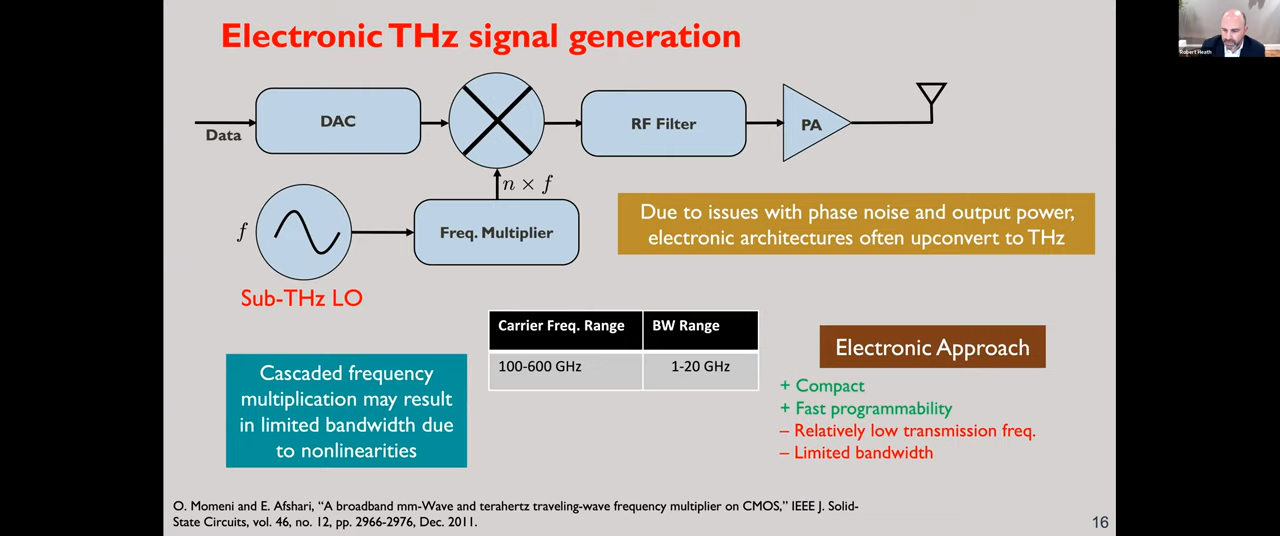 Electronic THz signal generation
Robert Heath
Data
DAC
RF Filter
PA
n × f
f
Freq. Multiplier
Sub-THz LO
Due to issues with phase noise and output power,
electronic architectures often upconvert to THz
Carrier Freq. Range BW Range
100-600 GHz 1-20 GHz
Cascaded frequency
multiplication may result
in limited bandwidth due
to nonlinearities
Electronic Approach
+ Compact
+ Fast programmability
– Relatively low transmission freq.
– Limited bandwidth
O. Momeni and E. Afshari, “A broadband mm-Wave and terahertz traveling-wave frequency multiplier on CMOS,” IEEE J. Solid-
State Circuits, vol. 46, no. 12, pp. 2966-2976, Dec. 2011.
16